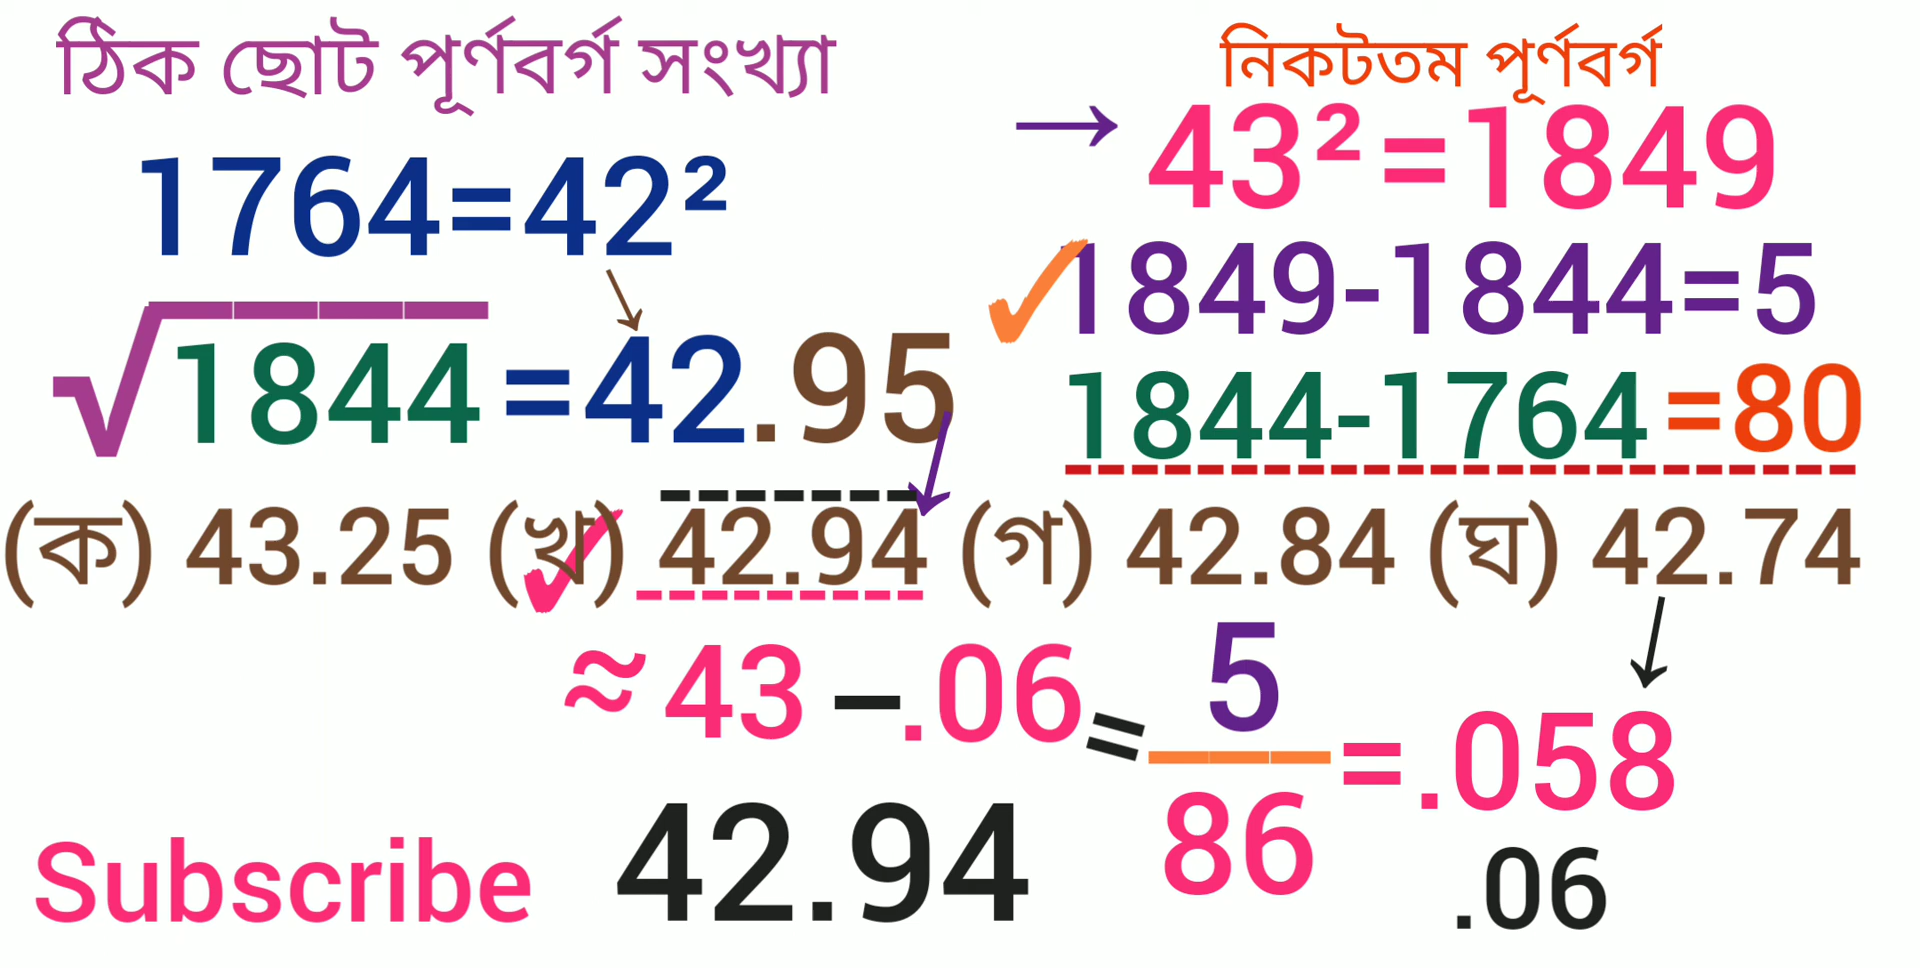 ঠিক ছোট পূর্ণবর্গ সংখ্যা
নিকটতম পূর্ণবর্গ
→ 43²=1849
1764=42²
1849-1844=5
√1844=42.95
1844-1764=80
(ক) 43.25 (খ) 42.94 (গ) 42.84 (ঘ) 42.74
≈43-.06=5/86=.058
.06
42.94
Subscribe